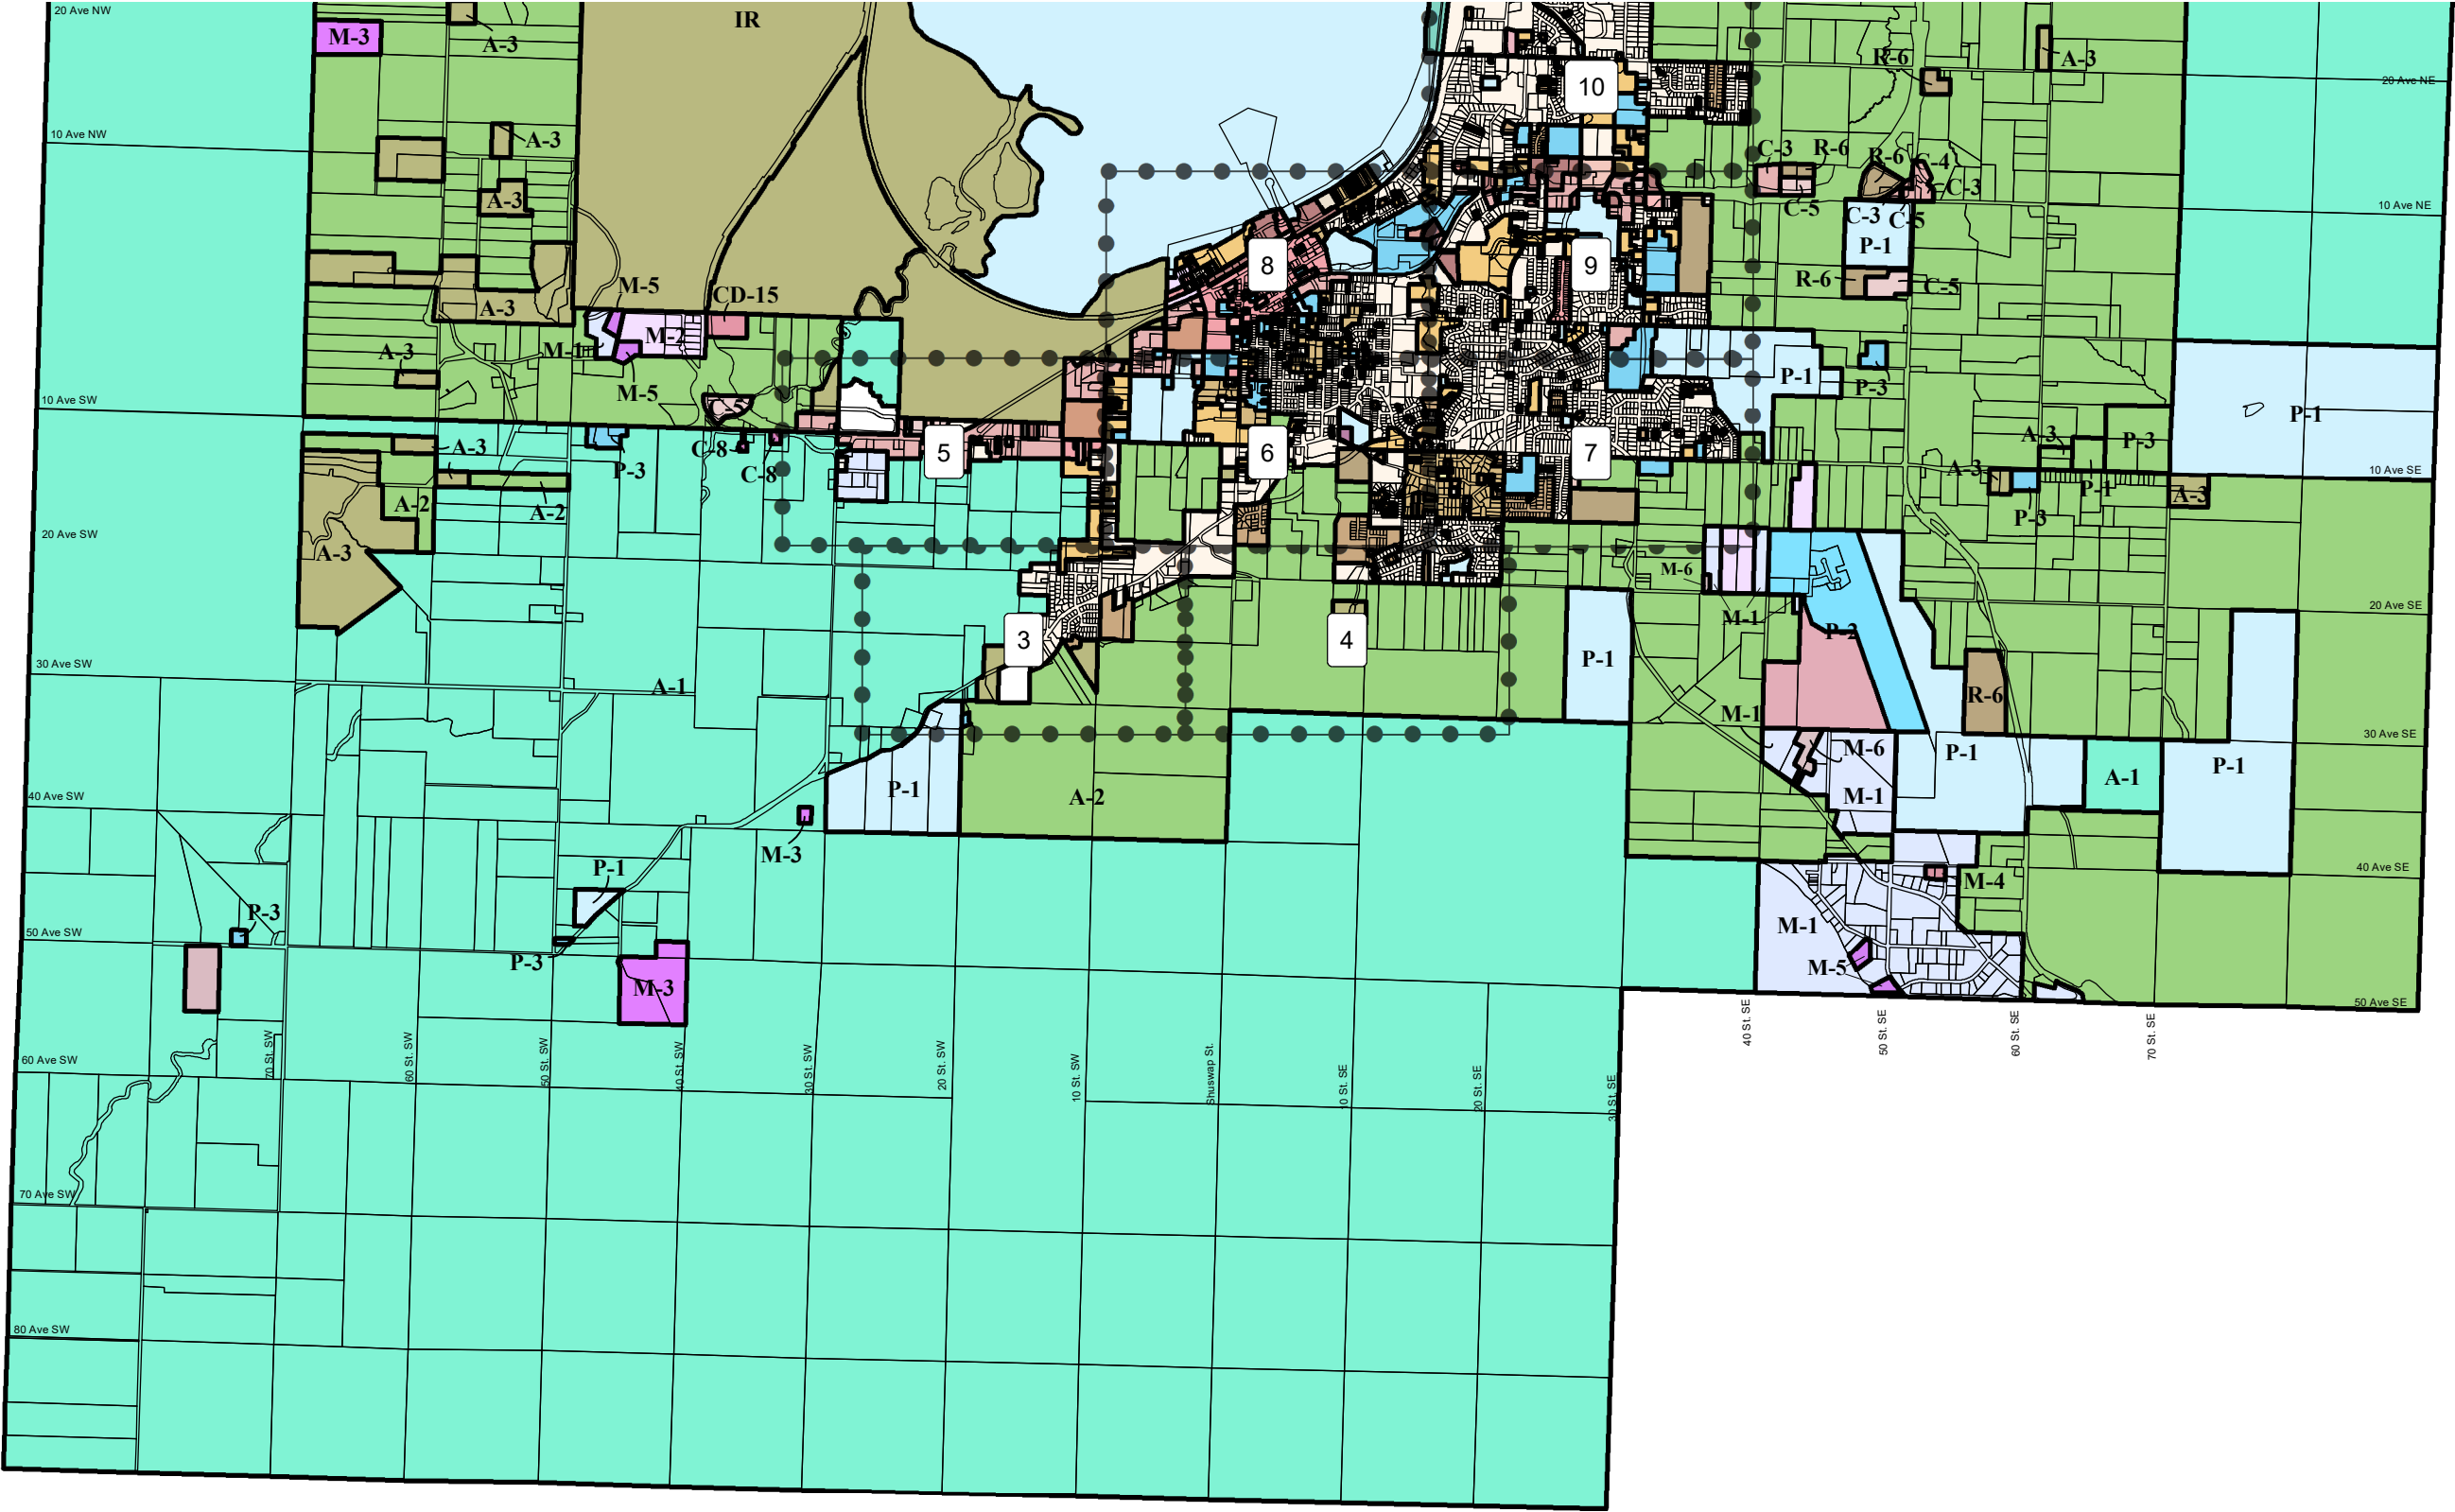 20 Ave NW
IR
M-3
A-3
10
R-6
A-3
20 Ave NE
10 Ave NW
A-3
C-3
R-6
R-6
C-4
C-3
A-3
C-5
C-3
C-5
10 Ave NE
P-1
8
9
R-6
C-5
M-5
CD-15
A-3
M-2
M-1
A-3
M-5
P-1
P-3
10 Ave SW
P-1
A-3
P-3
A-3
C-8
5
6
7
P-3
C-8
A-3
10 Ave SE
A-2
A-2
P-1
A-3
P-3
20 Ave SW
A-3
M-6
M-1
20 Ave SE
P-2
3
4
30 Ave SW
P-1
A-1
R-6
M-1
30 Ave SE
M-6
P-1
A-1
P-1
P-1
A-2
40 Ave SW
M-1
M-3
P-1
40 Ave SE
M-4
P-3
50 Ave SW
M-1
P-3
M-5
M-3
50 Ave SE
40 St. SE
50 St. SE
60 St. SE
70 St. SE
60 Ave SW
70 St. SW
60 St. SW
50 St. SW
40 St. SW
30 St. SW
20 St. SW
10 St. SW
Shuswap St.
10 St. SE
20 St. SE
30 St. SE
70 Ave SW
80 Ave SW